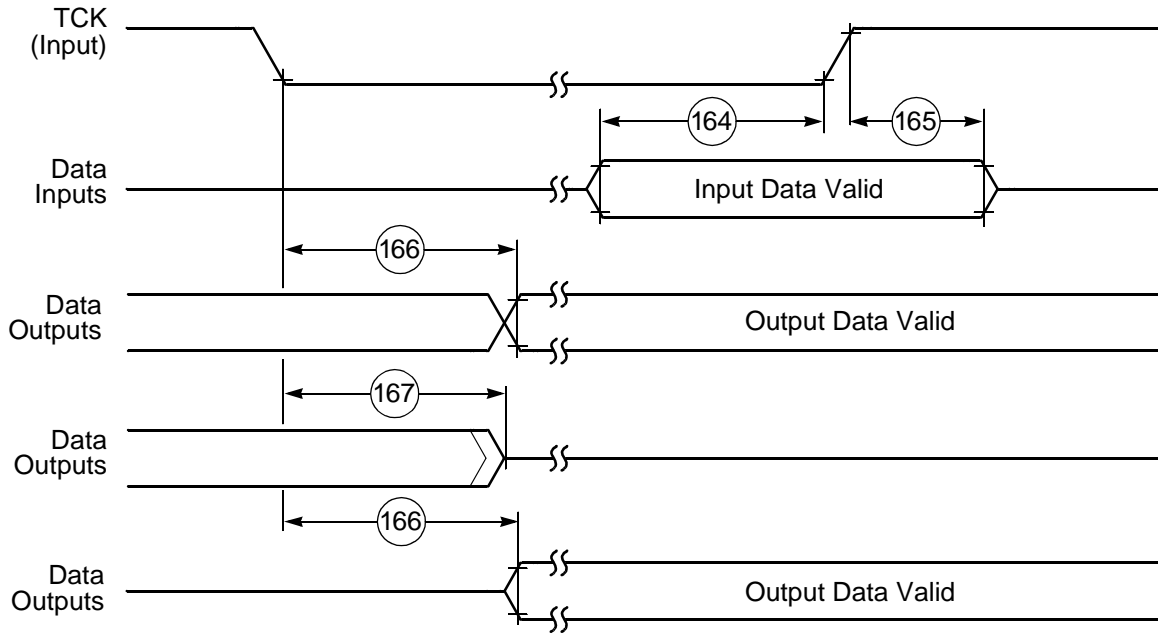 TCK
(Input)
164
165
Data
Inputs
Input Data Valid
166
Data
Outputs
Output Data Valid
167
Data
Outputs
166
Data
Outputs
Output Data Valid